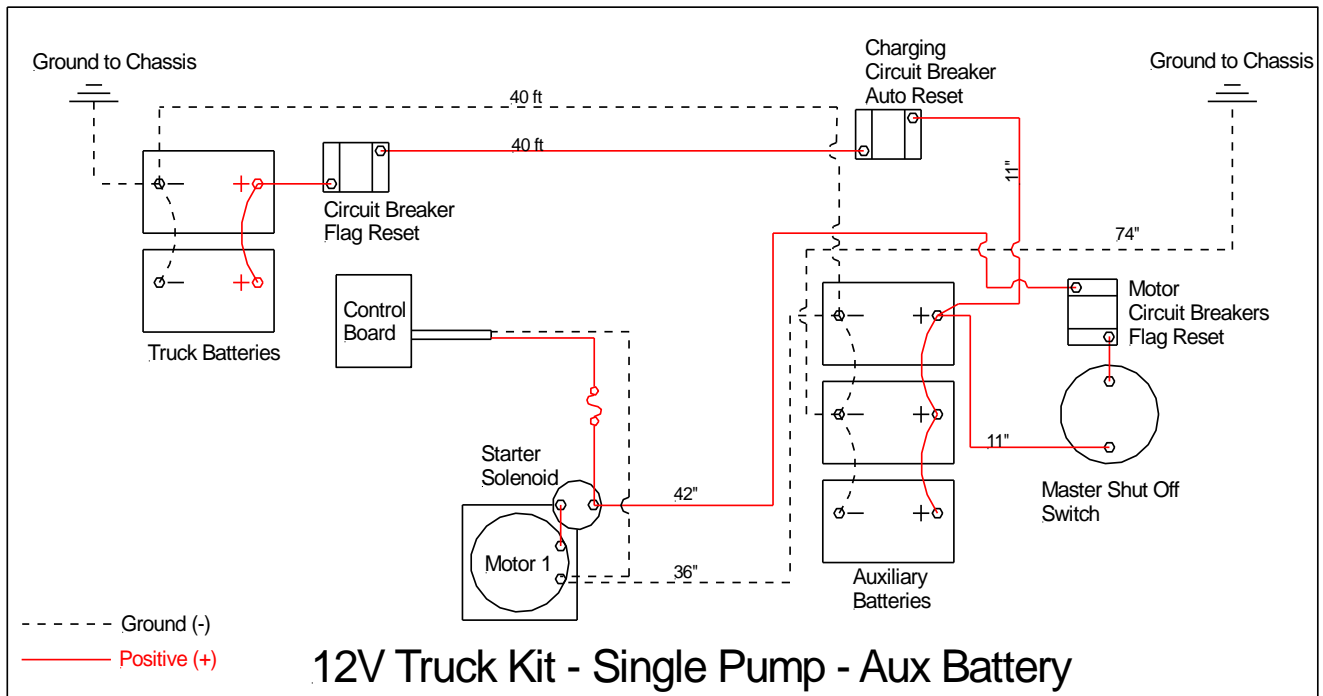 Ground to Chassis
40 ft
Charging
Circuit Breaker
Auto Reset
Ground to Chassis
40 ft
11"
Circuit Breaker
Flag Reset
74"
Control
Board
Motor
Circuit Breakers
Flag Reset
Truck Batteries
Starter
Solenoid
11"
42"
Master Shut Off
Switch
Motor 1
36"
Auxiliary
Batteries
Ground (-)
Positive (+)
12V Truck Kit - Single Pump - Aux Battery